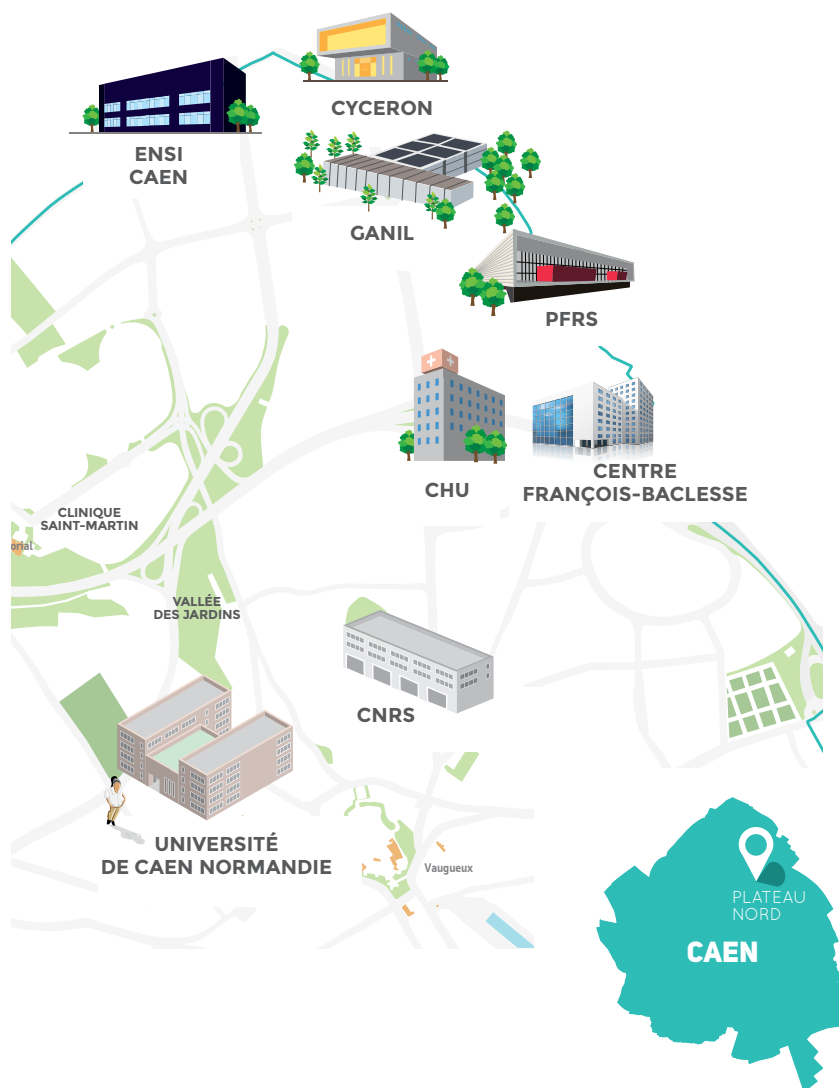 CYCERON
ENSI
CAEN
GANIL
PFRS
CHU
CENTRE
FRANÇOIS-BACLESSE
CLINIQUE
SAINT-MARTIN
orial
VALLÉE
DES JARDINS
CNRS
UNIVERSITÉ
DE CAEN NORMANDIE
Vaugueux
PLATEAU
NORD
CAEN